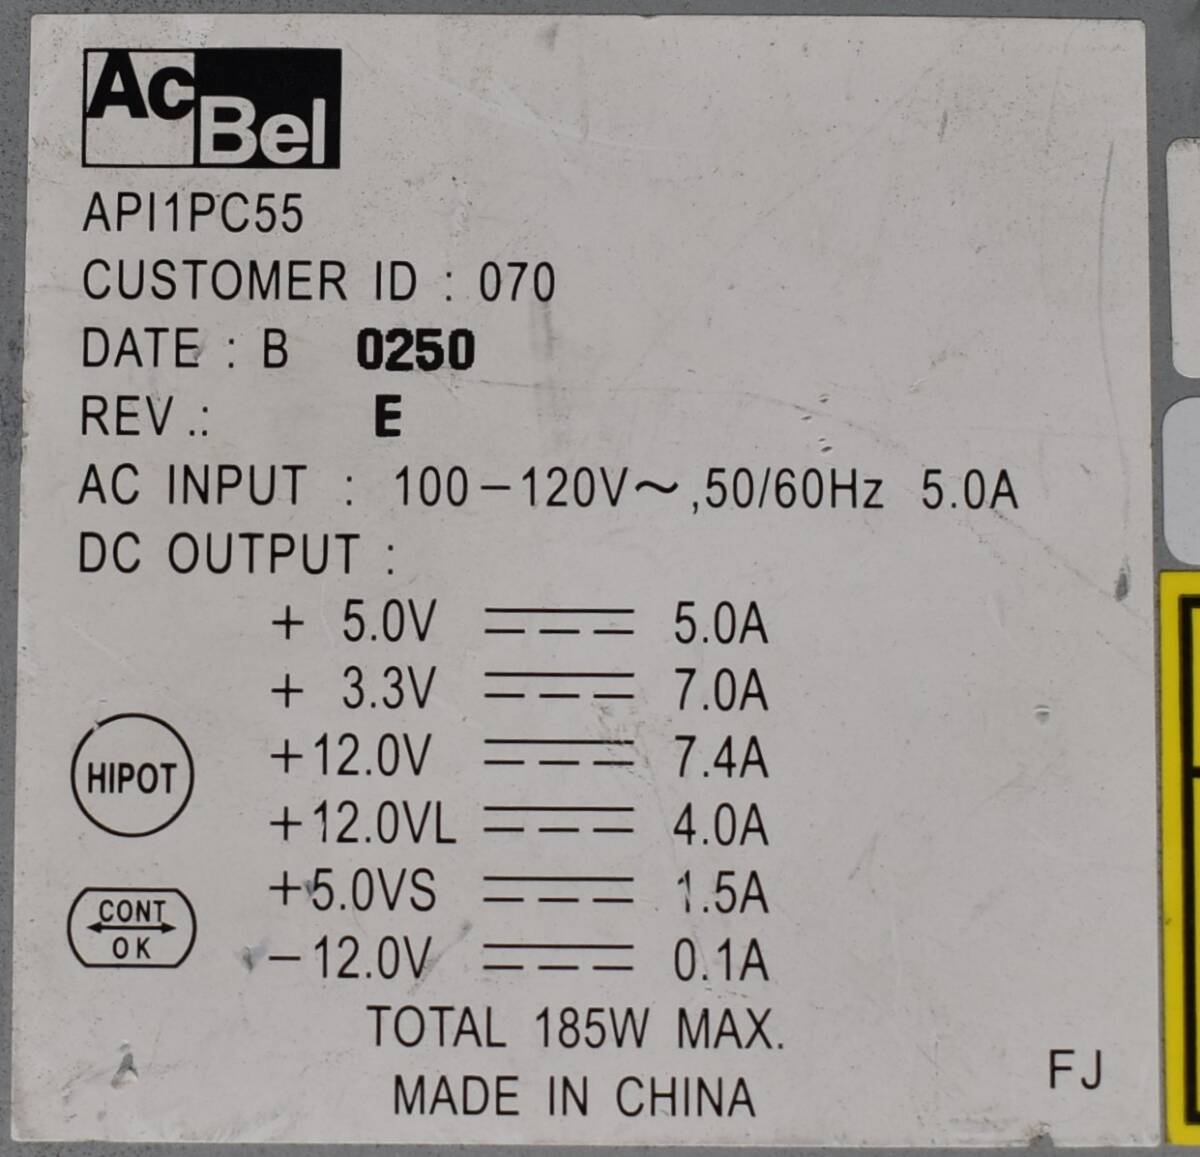 AcBel
API1PC55
CUSTOMER ID : 070
DATE : B 0250
REV.: E
AC INPUT : 100-120V～,50/60Hz 5.0A
DC OUTPUT :
+ 5.0V 5.0A
+ 3.3V 7.0A
+12.0V 7.4A
+12.0VL 4.0A
+5.0VS 1.5A
-12.0V 0.1A
HIPOT
CONT
OK
TOTAL 185W MAX.
MADE IN CHINA
FJ